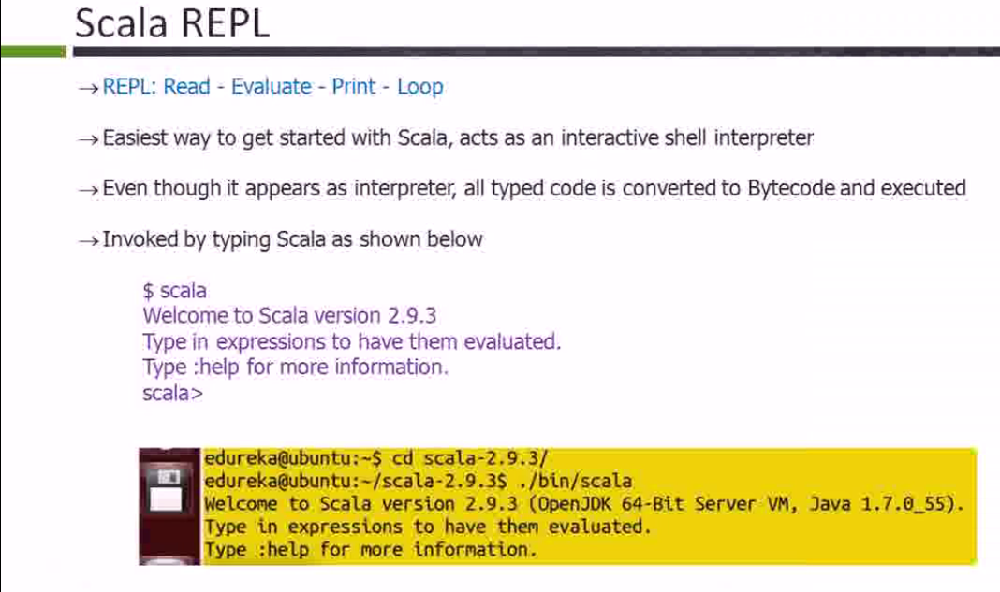 Scala REPL
→ REPL: Read - Evaluate - Print - Loop
→ Easiest way to get started with Scala, acts as an interactive shell interpreter
→ Even though it appears as interpreter, all typed code is converted to Bytecode and executed
→ Invoked by typing Scala as shown below
$ scala
Welcome to Scala version 2.9.3
Type in expressions to have them evaluated.
Type :help for more information.
scala>
edureka@ubuntu:~$ cd scala-2.9.3/
edureka@ubuntu:~/scala-2.9.3$ ./bin/scala
Welcome to Scala version 2.9.3 (OpenJDK 64-Bit Server VM, Java 1.7.0_55).
Type in expressions to have them evaluated.
Type :help for more information.